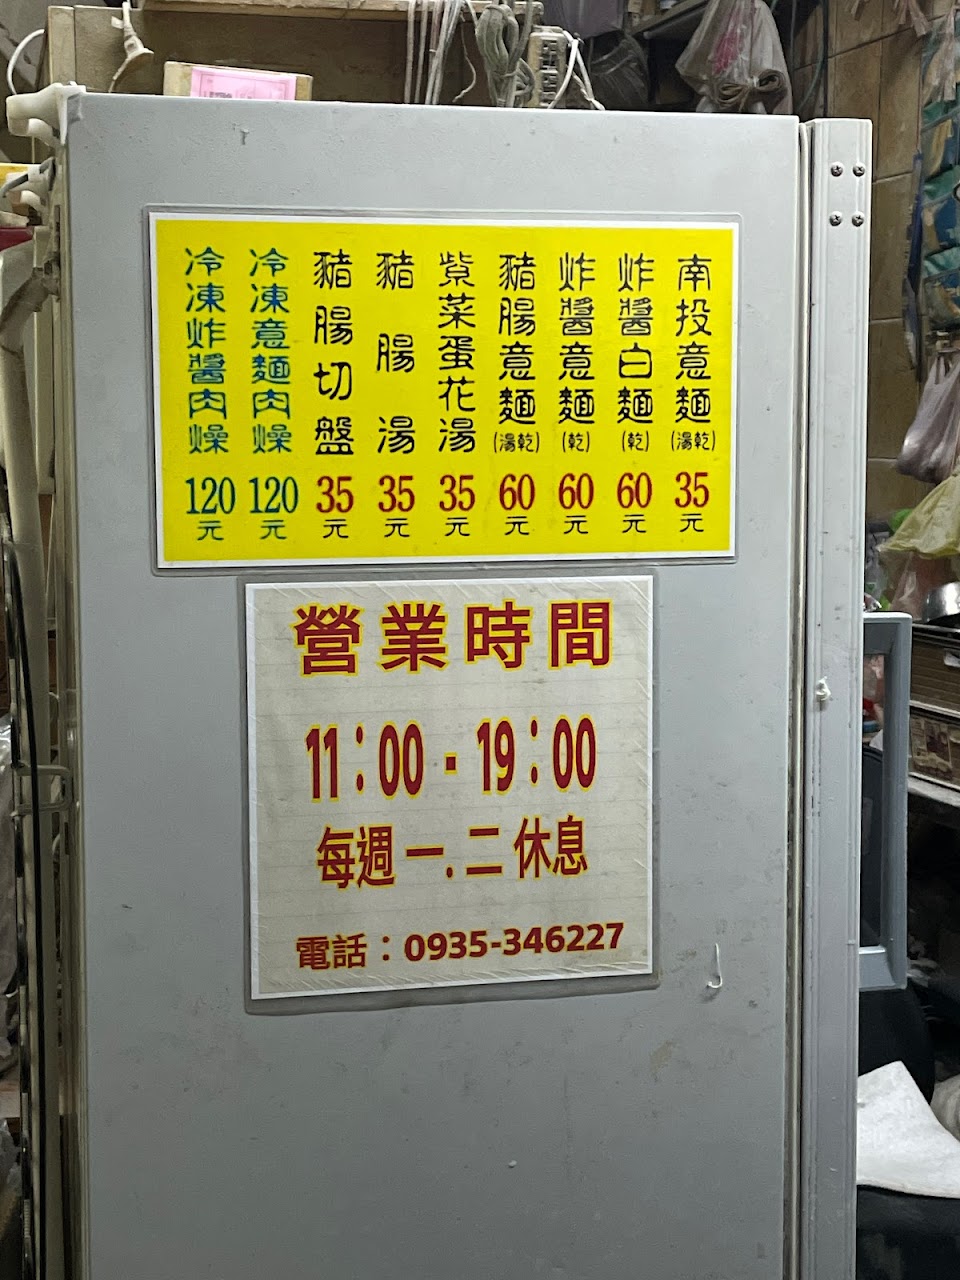 南投意麵(湯乾)35元
炸醬白麵(乾)60元
炸醬意麵(乾)60元
豬腸意麵(湯乾)60元
紫菜蛋花湯35元
豬腸湯35元
豬腸切盤35元
冷凍意麵肉燥120元
冷凍炸醬肉燥120元
營業時間
11:00-19:00
每週一.二休息
電話：0935-346227